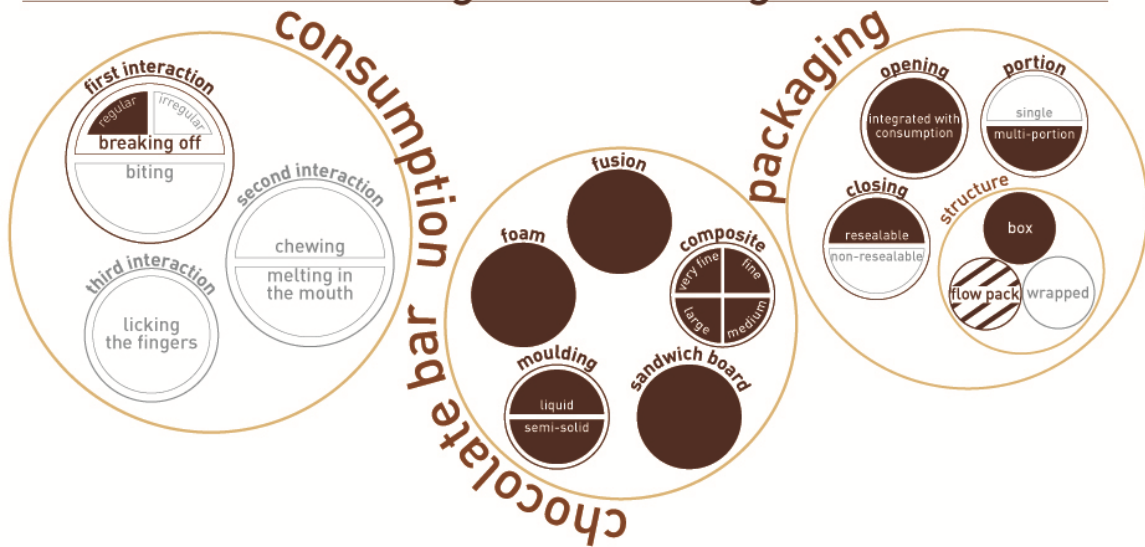 consumption
first interaction
regular
irregular
breaking off
biting
second interaction
chewing
melting in
the mouth
third interaction
licking
the fingers
chocolate bar
fusion
foam
composite
very fine
fine
large
medium
moulding
liquid
semi-solid
sandwich board
packaging
opening
integrated with
consumption
portion
single
multi-portion
closing
resealable
non-resealable
structure
box
flow pack
wrapped